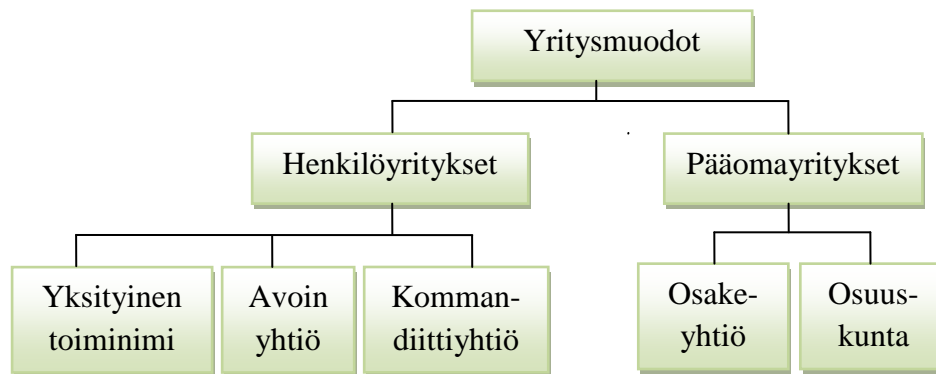 Yritysmuodot
Henkilöyritykset
Pääomayritykset
Yksityinen
toiminimi
Avoin
yhtiö
Komman-
diittiyhtiö
Osake-
yhtiö
Osuus-
kunta